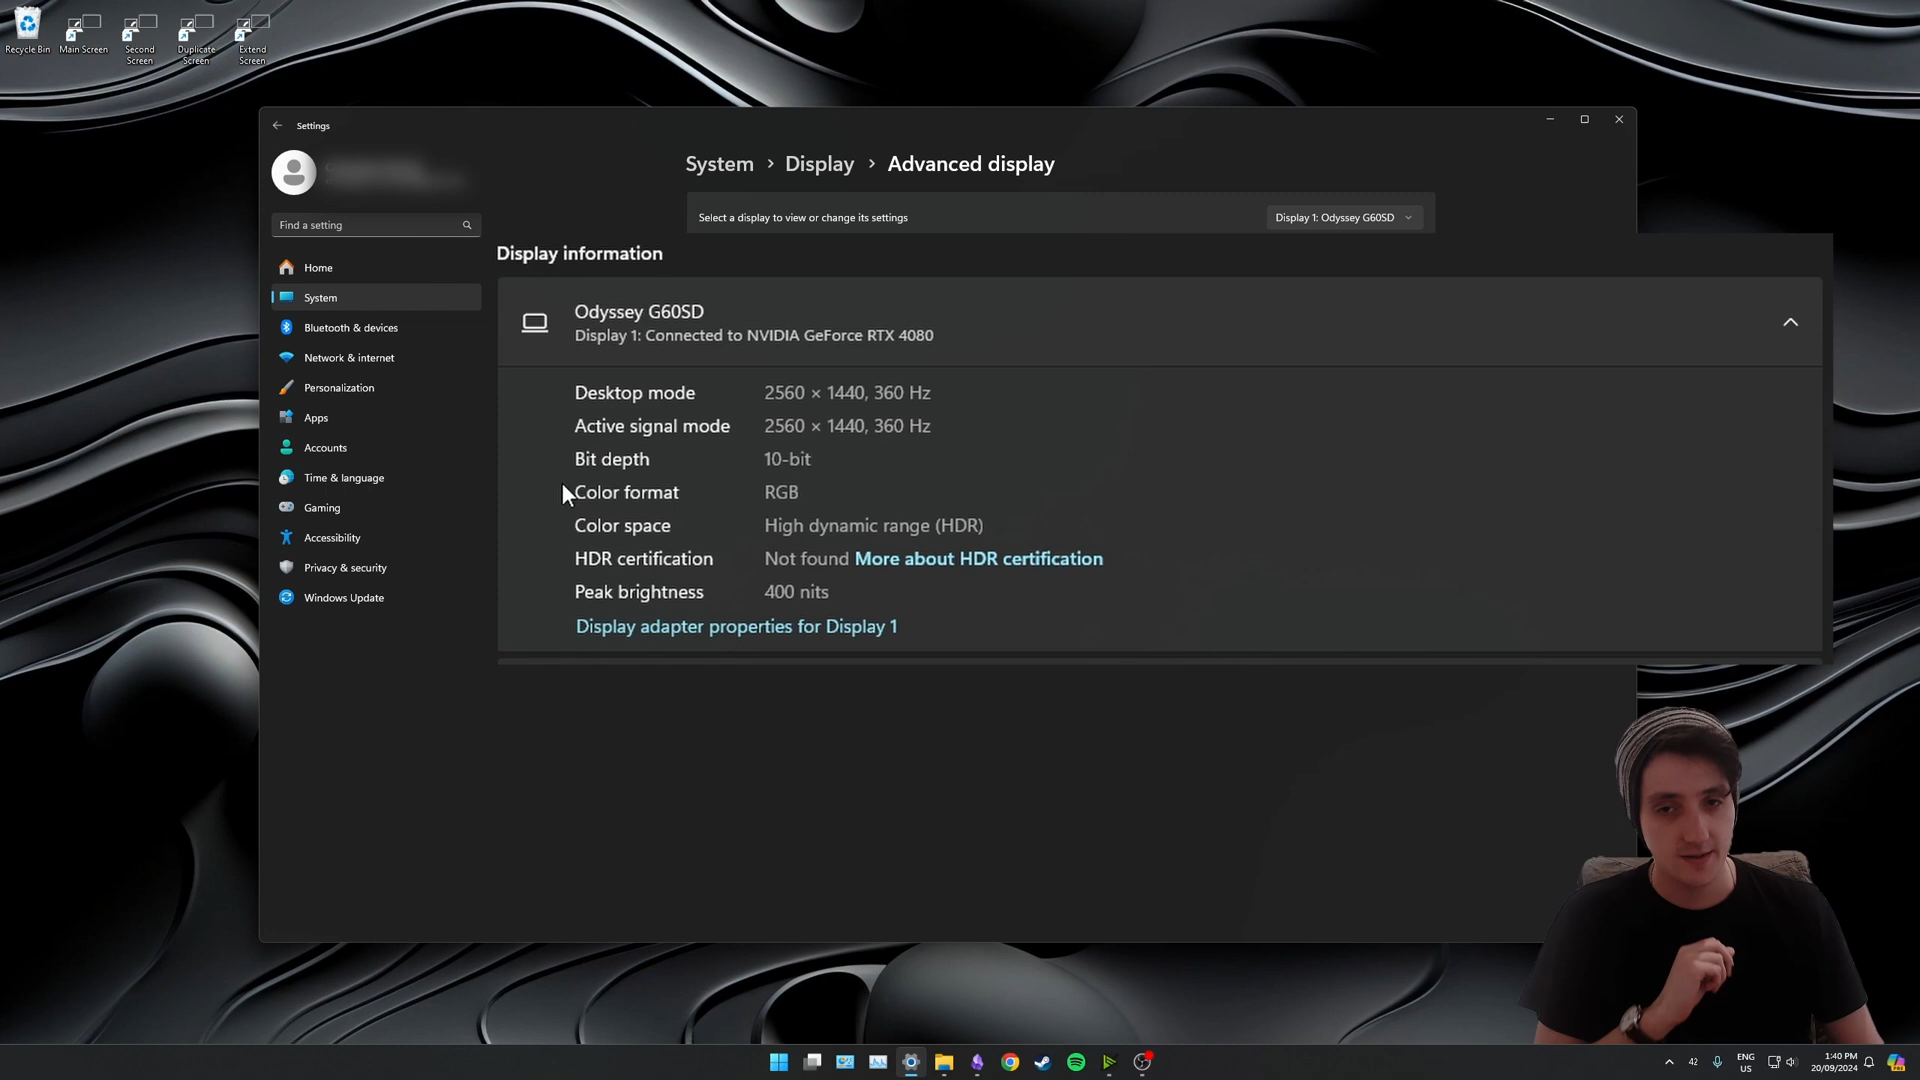 Recycle Bin
Main Screen
Second Screen
Duplicate Screen
Extend Screen
Settings
Find a setting
Home
System
Bluetooth & devices
Network & internet
Personalization
Apps
Accounts
Time & language
Gaming
Accessibility
Privacy & security
Windows Update
System > Display > Advanced display
Select a display to view or change its settings
Display 1: Odyssey G60SD
Display information
Odyssey G60SD
Display 1: Connected to NVIDIA GeForce RTX 4080
Desktop mode 2560 × 1440, 360 Hz
Active signal mode 2560 × 1440, 360 Hz
Bit depth 10-bit
Color format RGB
Color space High dynamic range (HDR)
HDR certification Not found More about HDR certification
Peak brightness 400 nits
Display adapter properties for Display 1
42
ENG
US
1:40 PM
20/09/2024